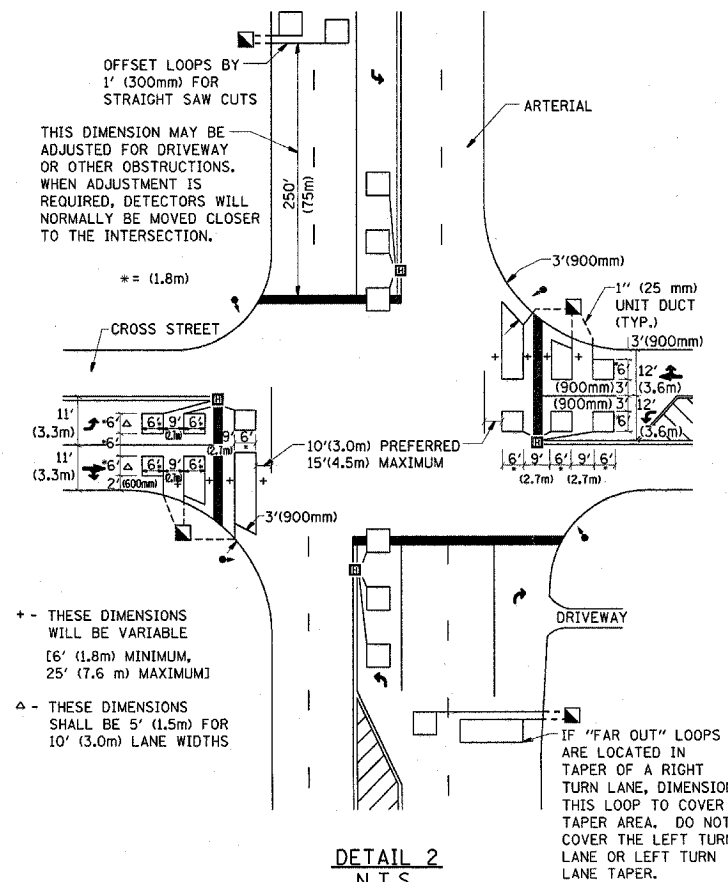 OFFSET LOOPS BY
1' (300mm) FOR
STRAIGHT SAW CUTS
ARTERIAL
THIS DIMENSION MAY BE
ADJUSTED FOR DRIVEWAY
OR OTHER OBSTRUCTIONS.
WHEN ADJUSTMENT IS
REQUIRED, DETECTORS WILL
NORMALLY BE MOVED CLOSER
TO THE INTERSECTION.
250'
(75m)
* = (1.8m)
3'(900mm)
1" (25 mm)
UNIT DUCT
(TYP.)
CROSS STREET
3'(900mm)
*6'
12'
(3.6m)
(900mm) 3'
(900mm) 3'
*6'
12'
(3.6m)
H
H
H
H
11'
(3.3m)
*6'
△
6' 9' 6'
(2.7m)
*6'
9' 6'
(2.7m) *
11'
(3.3m)
*6'
△
6' 9' 6'
(2.7m)
2' (600mm)
10'(3.0m) PREFERRED
15'(4.5m) MAXIMUM
6' 9' 6' 9' 6'
* (2.7m) * (2.7m) *
3'(900mm)
+ - THESE DIMENSIONS
WILL BE VARIABLE
[6' (1.8m) MINIMUM,
25' (7.6 m) MAXIMUM]
△ - THESE DIMENSIONS
SHALL BE 5' (1.5m) FOR
10' (3.0m) LANE WIDTHS
DRIVEWAY
IF "FAR OUT" LOOPS
ARE LOCATED IN
TAPER OF A RIGHT
TURN LANE, DIMENSION
THIS LOOP TO COVER
TAPER AREA. DO NOT
COVER THE LEFT TURN
LANE OR LEFT TURN
LANE TAPER.
DETAIL 2
N.T.S.